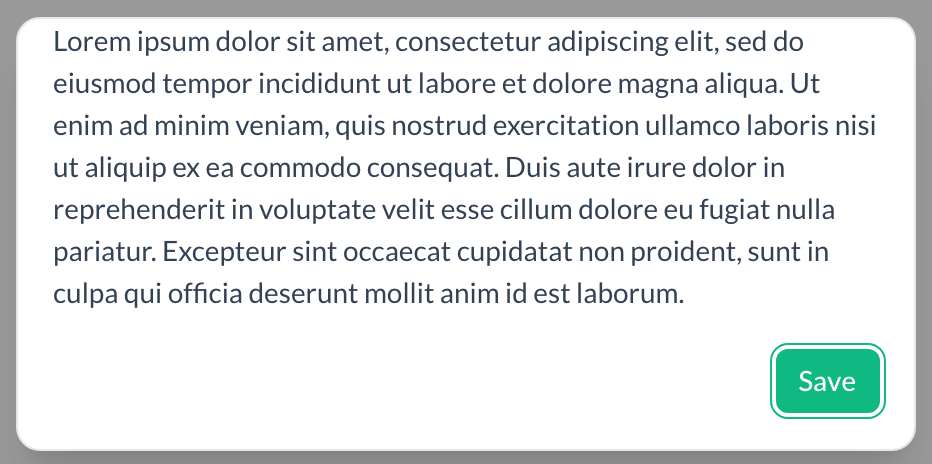 Lorem ipsum dolor sit amet, consectetur adipiscing elit, sed do
eiusmod tempor incididunt ut labore et dolore magna aliqua. Ut
enim ad minim veniam, quis nostrud exercitation ullamco laboris nisi
ut aliquip ex ea commodo consequat. Duis aute irure dolor in
reprehenderit in voluptate velit esse cillum dolore eu fugiat nulla
pariatur. Excepteur sint occaecat cupidatat non proident, sunt in
culpa qui officia deserunt mollit anim id est laborum.
Save